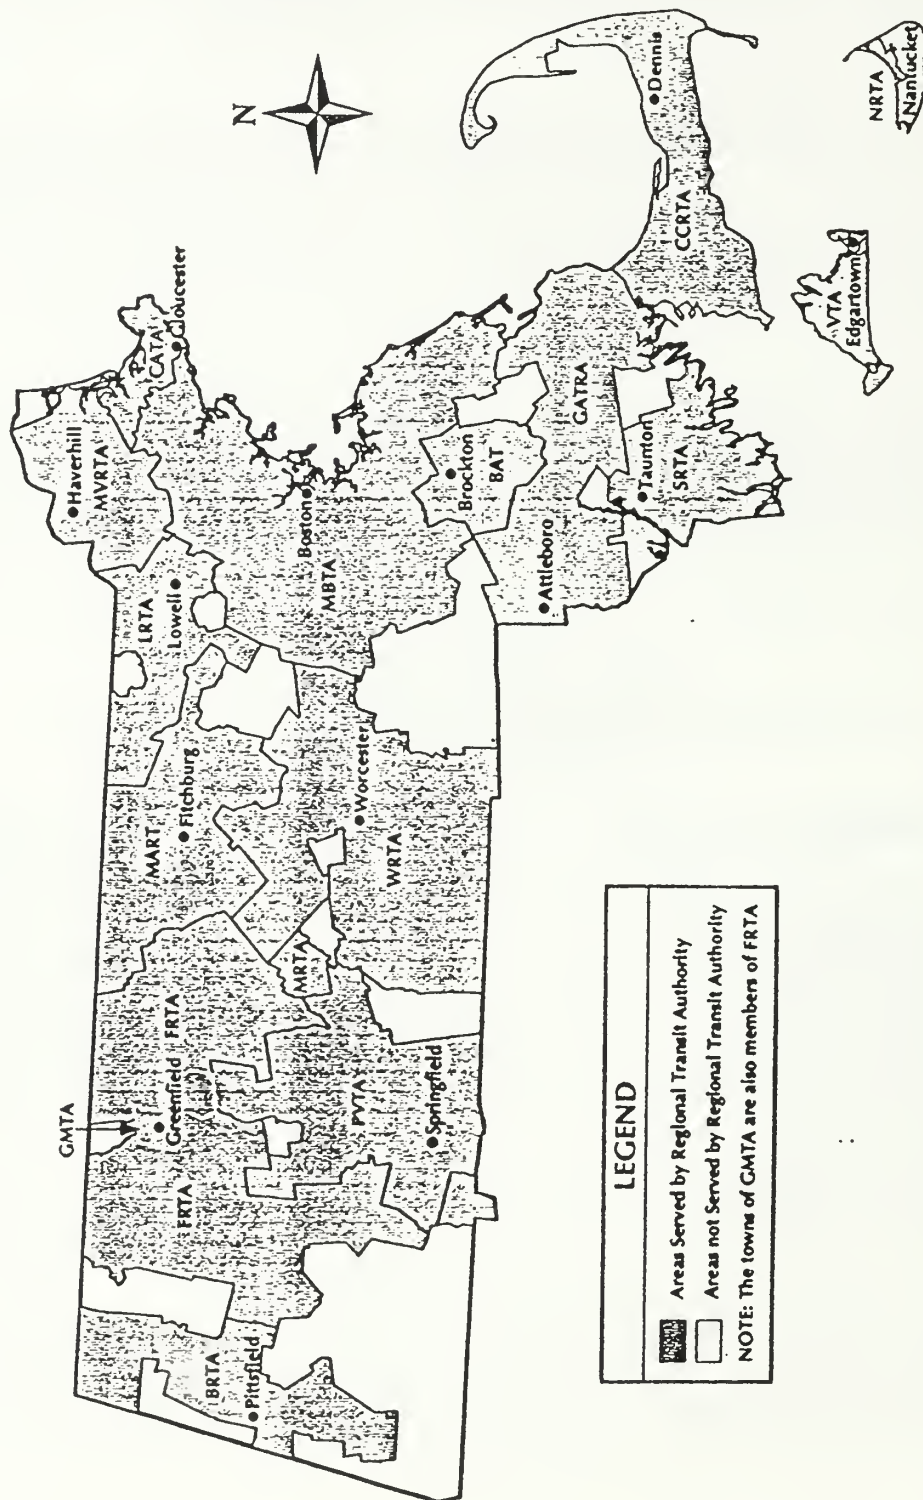 N
GMTA
FRTA
Greenfield
FRTA
BRTA
Pittsfield
PVTA
Springfield
MRTA
MART
Fitchburg
WRTA
Worcester
LRTA
Lowell
Haverhill
MVRTA
CATA
Gloucester
Boston
MBTA
Brockton
BAT
Attleboro
GATRA
Taunton
SRTA
CCRTA
Dennis
VTA
Edgartown
NRTA
Nantucket
LEGEND
Areas Served by Regional Transit Authority
Areas not Served by Regional Transit Authority
NOTE: The towns of GMTA are also members of FRTA